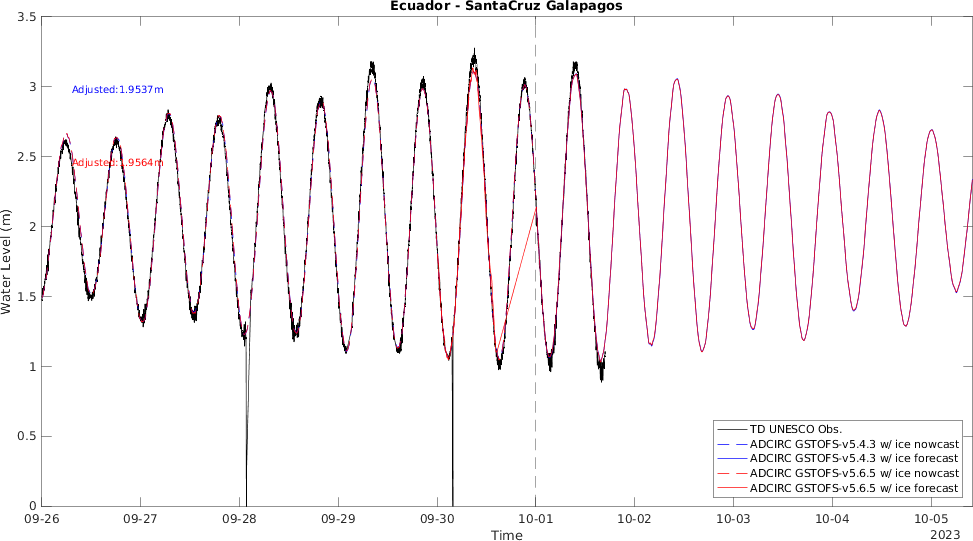 Ecuador - SantaCruz Galapagos
3.5
3
2.5
2
1.5
1
0.5
0
Water Level (m)
Adjusted:1.9537m
Adjusted:1.9564m
TD UNESCO Obs.
ADCIRC GSTOFS-v5.4.3 w/ ice nowcast
ADCIRC GSTOFS-v5.4.3 w/ ice forecast
ADCIRC GSTOFS-v5.6.5 w/ ice nowcast
ADCIRC GSTOFS-v5.6.5 w/ ice forecast
09-26 09-27 09-28 09-29 09-30 10-01 10-02 10-03 10-04 10-05
Time
2023